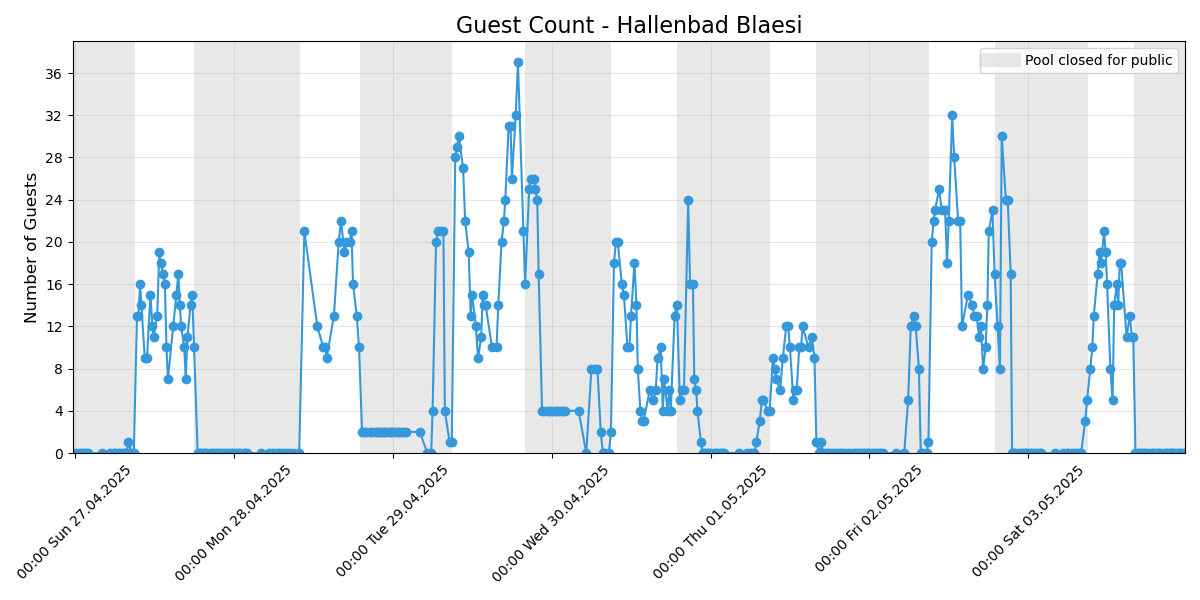 Guest Count - Hallenbad Blaesi
Pool closed for public
Number of Guests
36
32
28
24
20
16
12
8
4
0
00:00 Sun 27.04.2025
00:00 Mon 28.04.2025
00:00 Tue 29.04.2025
00:00 Wed 30.04.2025
00:00 Thu 01.05.2025
00:00 Fri 02.05.2025
00:00 Sat 03.05.2025